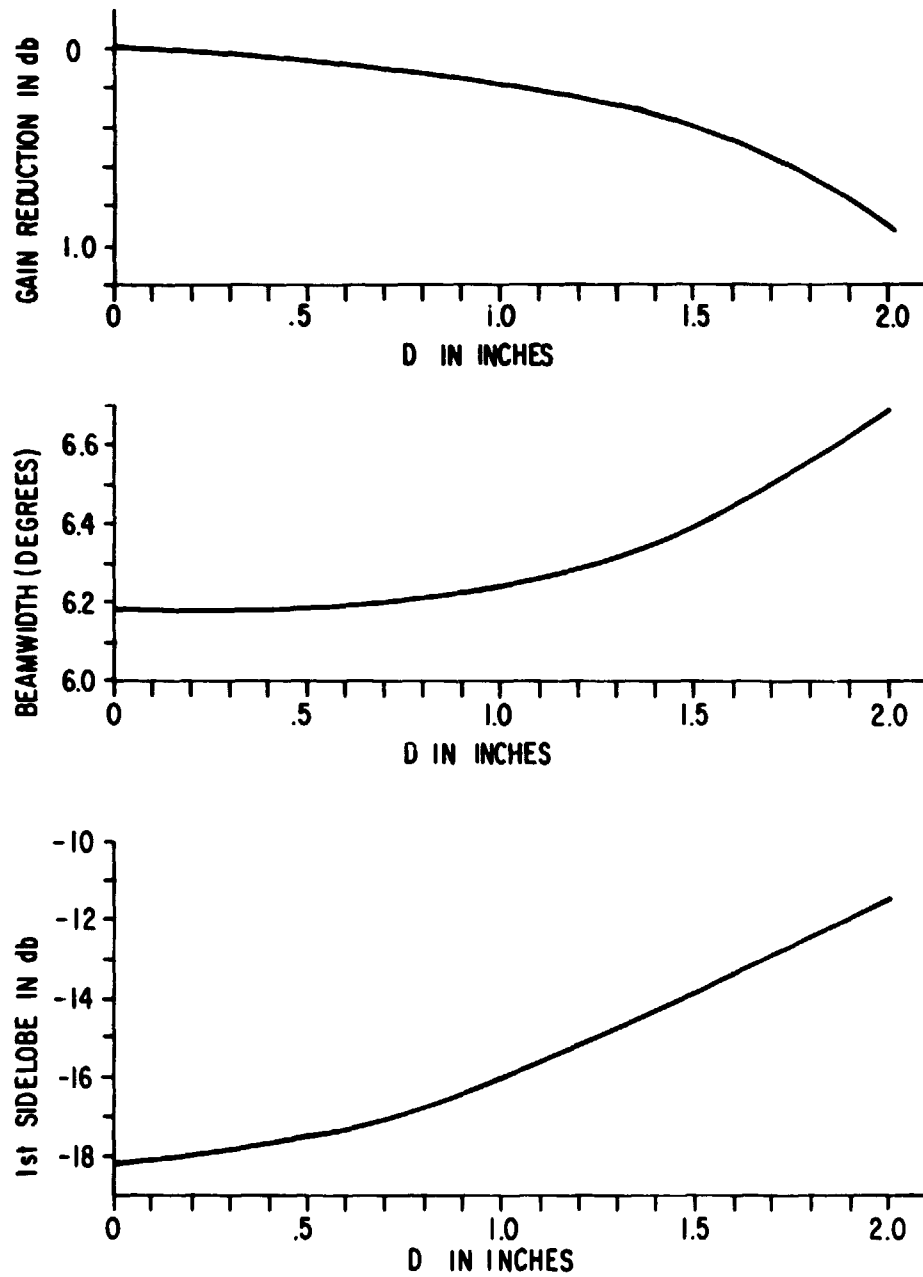 GAIN REDUCTION IN db
0
1.0
0 .5 1.0 1.5 2.0
D IN INCHES
BEAMWIDTH (DEGREES)
6.6
6.4
6.2
6.0
0 .5 1.0 1.5 2.0
D IN INCHES
1st SIDELOBE IN db
-10
-12
-14
-16
-18
0 .5 1.0 1.5 2.0
D IN INCHES